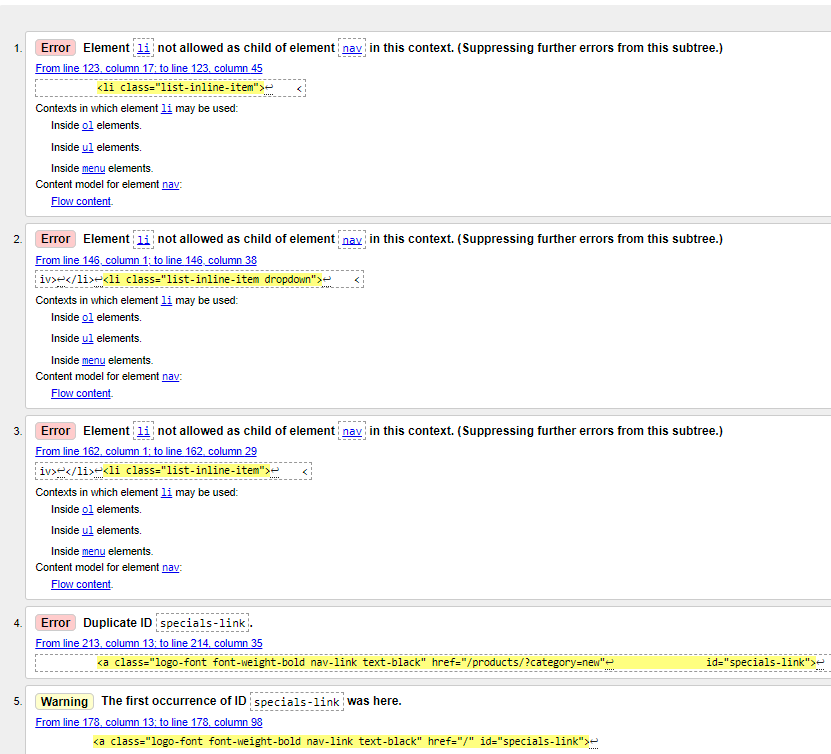 1. Error Element li not allowed as child of element nav in this context. (Suppressing further errors from this subtree.)
From line 123, column 17; to line 123, column 45
<li class="list-inline-item">↩ <
Contexts in which element li may be used:
Inside ol elements.
Inside ul elements.
Inside menu elements.
Content model for element nav:
Flow content.
2. Error Element li not allowed as child of element nav in this context. (Suppressing further errors from this subtree.)
From line 146, column 1; to line 146, column 38
iv>↩</li>↩<li class="list-inline-item dropdown">↩ <
Contexts in which element li may be used:
Inside ol elements.
Inside ul elements.
Inside menu elements.
Content model for element nav:
Flow content.
3. Error Element li not allowed as child of element nav in this context. (Suppressing further errors from this subtree.)
From line 162, column 1; to line 162, column 29
iv>↩</li>↩<li class="list-inline-item">↩ <
Contexts in which element li may be used:
Inside ol elements.
Inside ul elements.
Inside menu elements.
Content model for element nav:
Flow content.
4. Error Duplicate ID specials-link.
From line 213, column 13; to line 214, column 35
<a class="logo-font font-weight-bold nav-link text-black" href="/products/?category=new"↩ id="specials-link">↩
5. Warning The first occurrence of ID specials-link was here.
From line 178, column 13; to line 178, column 98
<a class="logo-font font-weight-bold nav-link text-black" href="/" id="specials-link">↩